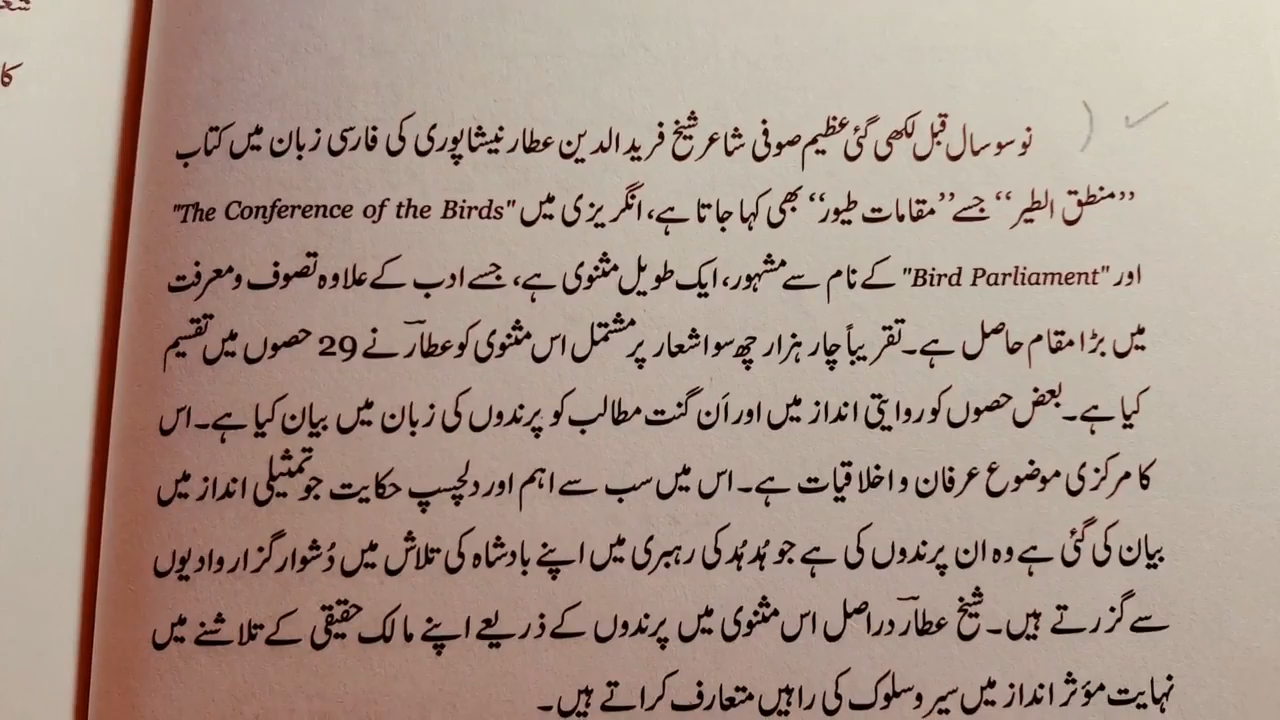 نو سو سال قبل لکھی گئی عظیم صوفی شاعر شیخ فرید الدین عطار نیشاپوری کی فارسی زبان میں کتاب
”منطق الطیر“ جسے ”مقامات طیور“ بھی کہا جاتا ہے، انگریزی میں "The Conference of the Birds"
اور "Bird Parliament" کے نام سے مشہور، ایک طویل مثنوی ہے، جسے ادب کے علاوہ تصوف و معرفت
میں بڑا مقام حاصل ہے۔ تقریباً چار ہزار چھ سو اشعار پر مشتمل اس مثنوی کو عطارؔ نے 29 حصوں میں تقسیم
کیا ہے۔ بعض حصوں کو روایتی انداز میں اور اَن گنت مطالب کو پرندوں کی زبان میں بیان کیا ہے۔ اس
کا مرکزی موضوع عرفان و اخلاقیات ہے۔ اس میں سب سے اہم اور دلچسپ حکایت جو تمثیلی انداز میں
بیان کی گئی ہے وہ ان پرندوں کی ہے جو ہُدہُد کی رہبری میں اپنے بادشاہ کی تلاش میں دُشوار گزار وادیوں
سے گزرتے ہیں۔ شیخ عطارؔ دراصل اس مثنوی میں پرندوں کے ذریعے اپنے مالک حقیقی کے تلاشنے میں
نہایت مؤثر انداز میں سیر و سلوک کی راہیں متعارف کراتے ہیں۔